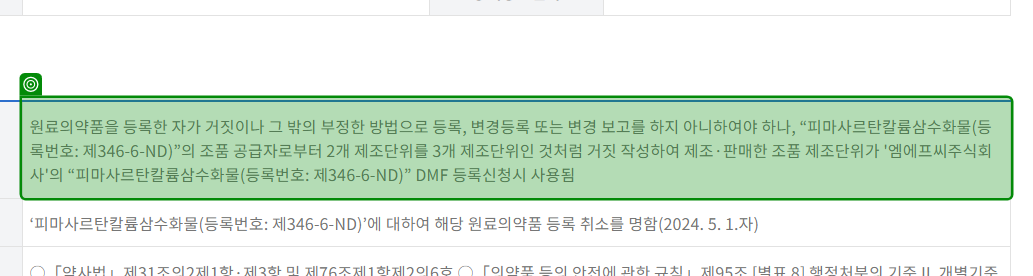 원료의약품을 등록한 자가 거짓이나 그 밖의 부정한 방법으로 등록, 변경등록 또는 변경 보고를 하지 아니하여야 하나, “피마사르탄칼륨삼수화물(등
록번호: 제346-6-ND)”의 조품 공급자로부터 2개 제조단위를 3개 제조단위인 것처럼 거짓 작성하여 제조·판매한 조품 제조단위가 '엠에프씨주식회
사'의 “피마사르탄칼륨삼수화물(등록번호: 제346-6-ND)” DMF 등록신청시 사용됨
‘피마사르탄칼륨삼수화물(등록번호: 제346-6-ND)’에 대하여 해당 원료의약품 등록 취소를 명함(2024. 5. 1.자)
○「약사법」제31조의2제1항·제3항 및 제76조제1항제2의6호 ○「의약품 등의 안전에 관한 규칙」제95조 [별표 8] 행정처분의 기준 Ⅱ. 개별기준